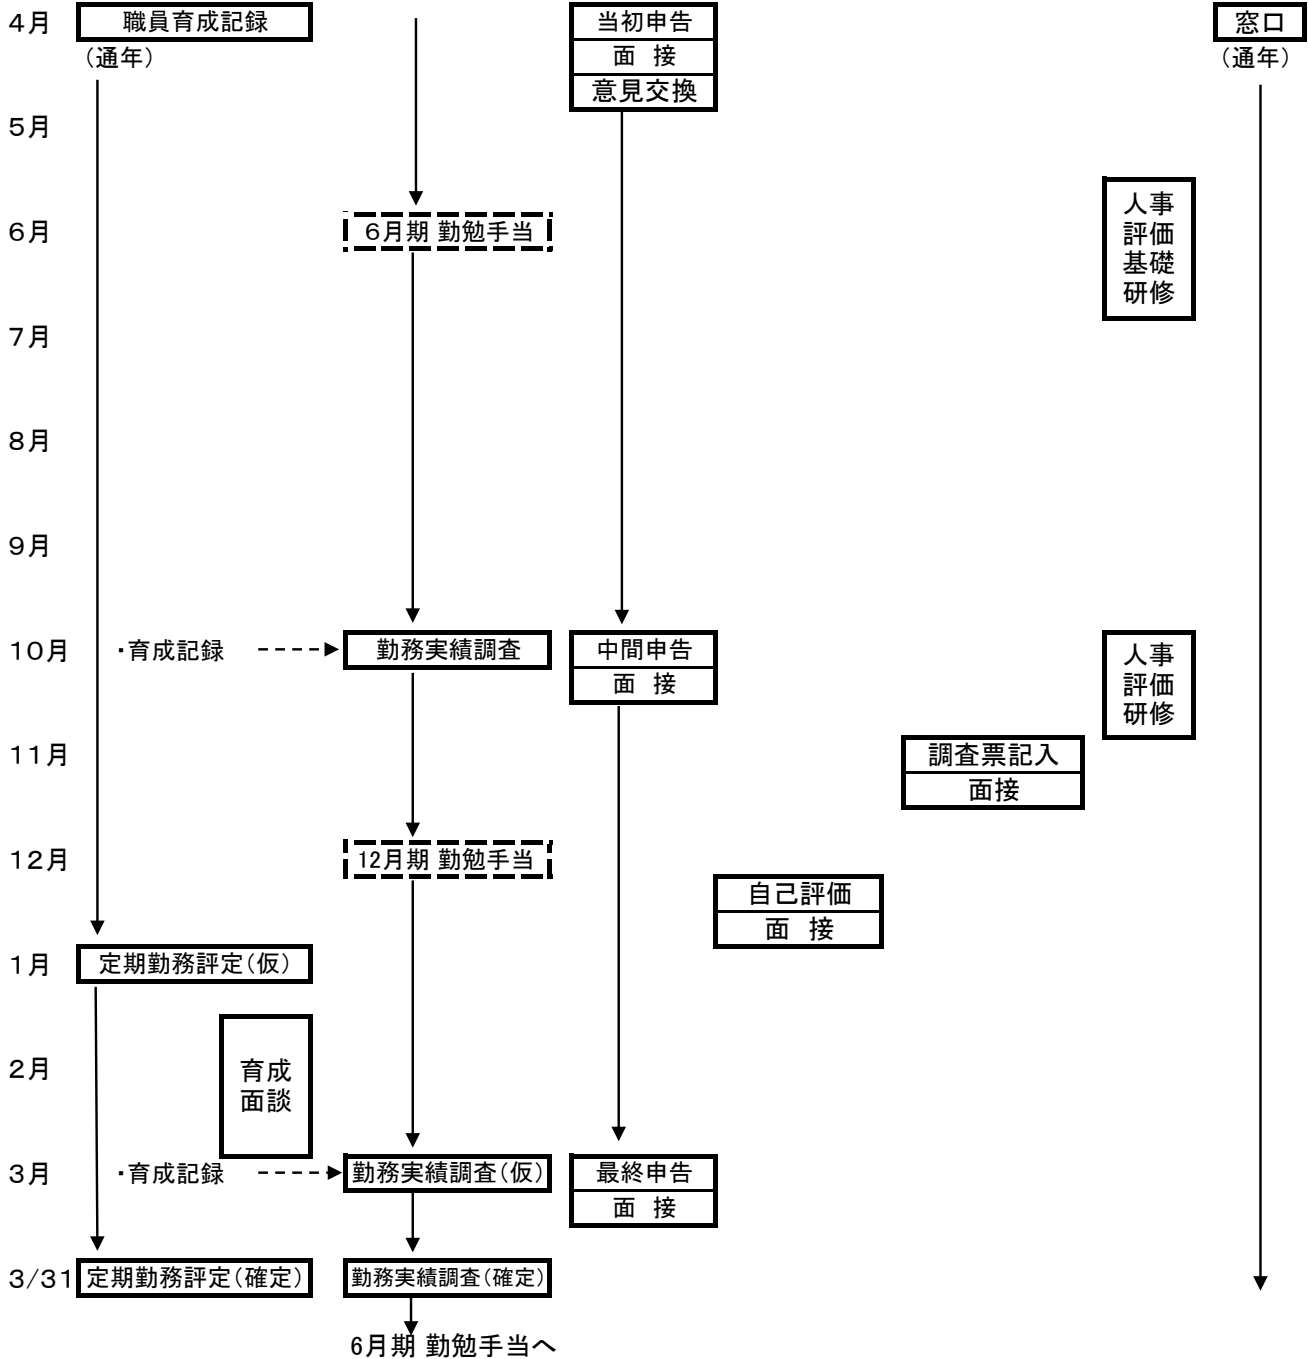 4月 職員育成記録 当初申告 窓口
(通年) 面 接 (通年)
意見交換
5月
人事
6月 6月期 勤勉手当 評価
基礎
研修
7月
8月
9月
10月 ・育成記録 勤務実績調査 中間申告 人事
面 接 評価
研修
11月 調査票記入
面接
12月 12月期 勤勉手当
自己評価
面 接
1月 定期勤務評定(仮)
2月 育成
面談
3月 ・育成記録 勤務実績調査(仮) 最終申告
面 接
3/31 定期勤務評定(確定) 勤務実績調査(確定)
6月期 勤勉手当へ